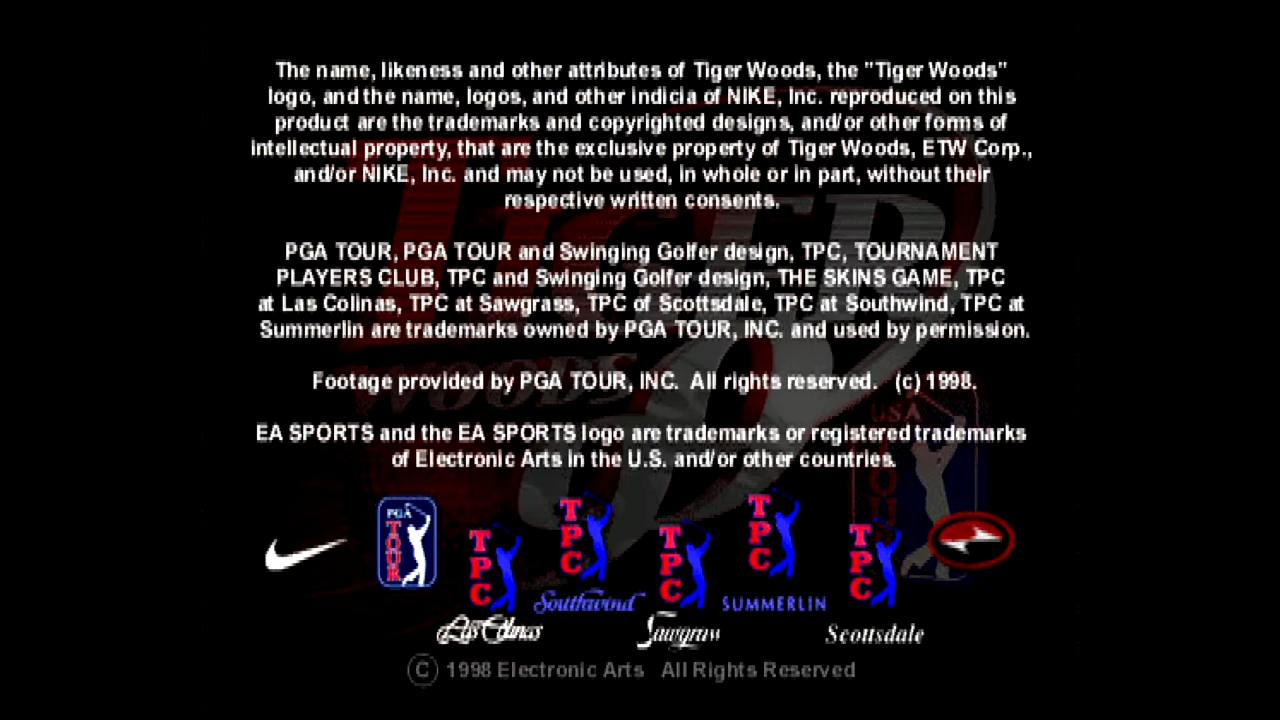 The name, likeness and other attributes of Tiger Woods, the "Tiger Woods"
logo, and the name, logos, and other indicia of NIKE, Inc. reproduced on this
product are the trademarks and copyrighted designs, and/or other forms of
intellectual property, that are the exclusive property of Tiger Woods, ETW Corp.,
and/or NIKE, Inc. and may not be used, in whole or in part, without their
respective written consents.
PGA TOUR, PGA TOUR and Swinging Golfer design, TPC, TOURNAMENT
PLAYERS CLUB, TPC and Swinging Golfer design, THE SKINS GAME, TPC
at Las Colinas, TPC at Sawgrass, TPC of Scottsdale, TPC at Southwind, TPC at
Summerlin are trademarks owned by PGA TOUR, INC. and used by permission.
Footage provided by PGA TOUR, INC. All rights reserved. (c) 1998.
EA SPORTS and the EA SPORTS logo are trademarks or registered trademarks
of Electronic Arts in the U.S. and/or other countries.
TIGER
WOODS
99
USA
TOUR
PGA
TOUR
TPC
Las Colinas
TPC
Southwind
TPC
Sawgrass
TPC
SUMMERLIN
TPC
Scottsdale
© 1998 Electronic Arts All Rights Reserved